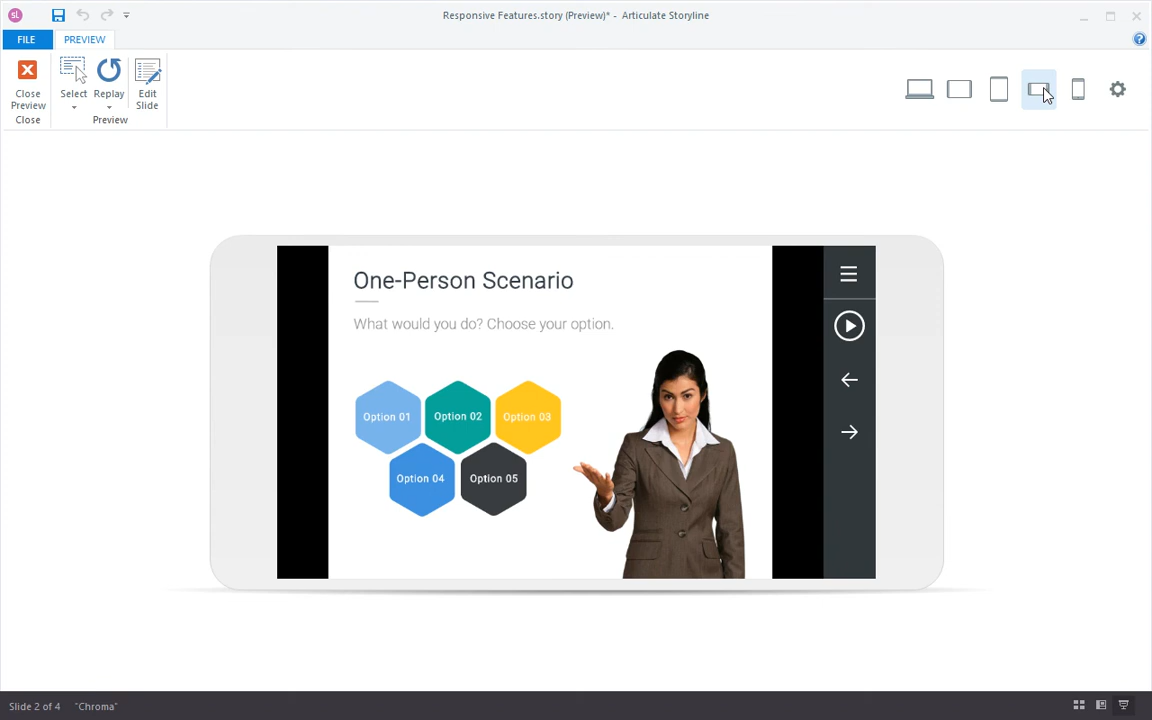 sl
Responsive Features.story (Preview)* - Articulate Storyline
FILE
PREVIEW
?
Close Preview
Select
Replay
Edit Slide
Close
Preview
One-Person Scenario
What would you do? Choose your option.
Option 01
Option 02
Option 03
Option 04
Option 05
Slide 2 of 4
"Chroma"